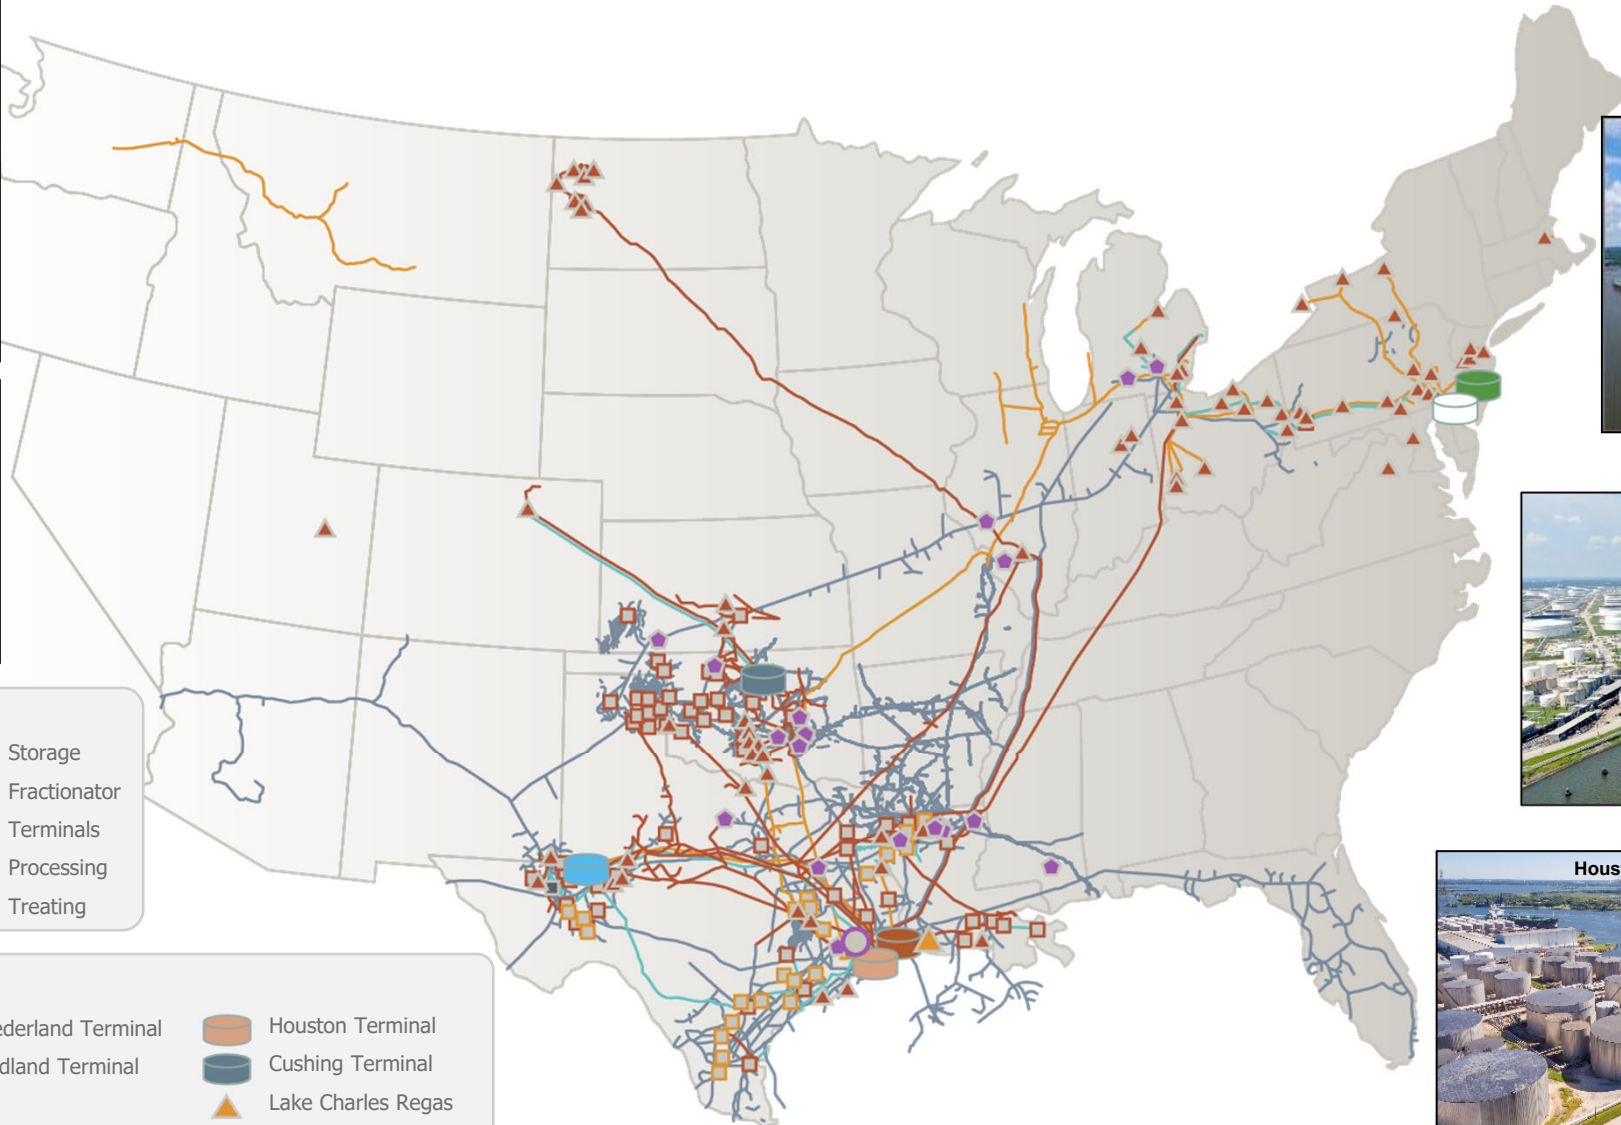 Storage
Fractionator
Terminals
Processing
Treating
ederland Terminal
dland Terminal
Houston Terminal
Cushing Terminal
Lake Charles Regas
Hous